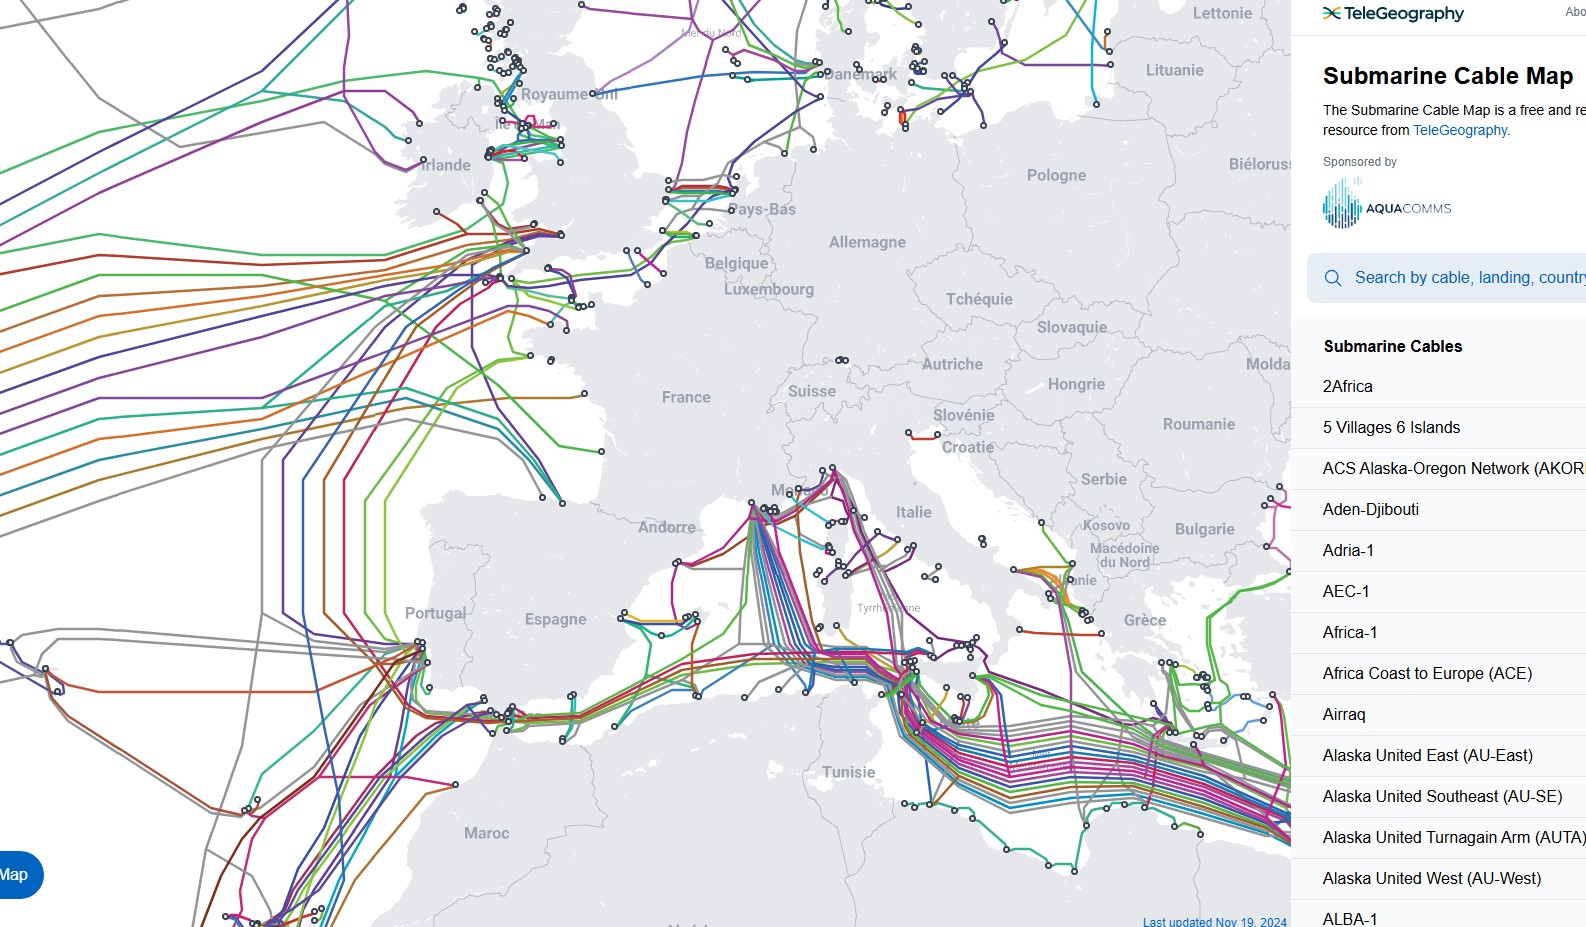 Lettonie
Mer du Nord
Danemark
Lituanie
Royaume-Uni
Irlande
Pologne
Biélorus
Pays-Bas
Allemagne
Belgique
Luxembourg
Tchéquie
Slovaquie
Autriche
Molda
Hongrie
Suisse
France
Slovénie
Roumanie
Croatie
Serbie
Italie
Andorre
Kosovo
Bulgarie
Macédoine
du Nord
Portugal
Espagne
Grèce
Tunisie
Maroc
Map
Last updated Nov 19, 2024
TeleGeography
Abo
Submarine Cable Map
The Submarine Cable Map is a free and re
resource from TeleGeography.
Sponsored by
AQUACOMMS
Search by cable, landing, country
Submarine Cables
2Africa
5 Villages 6 Islands
ACS Alaska-Oregon Network (AKOR
Aden-Djibouti
Adria-1
AEC-1
Africa-1
Africa Coast to Europe (ACE)
Airraq
Alaska United East (AU-East)
Alaska United Southeast (AU-SE)
Alaska United Turnagain Arm (AUTA)
Alaska United West (AU-West)
ALBA-1